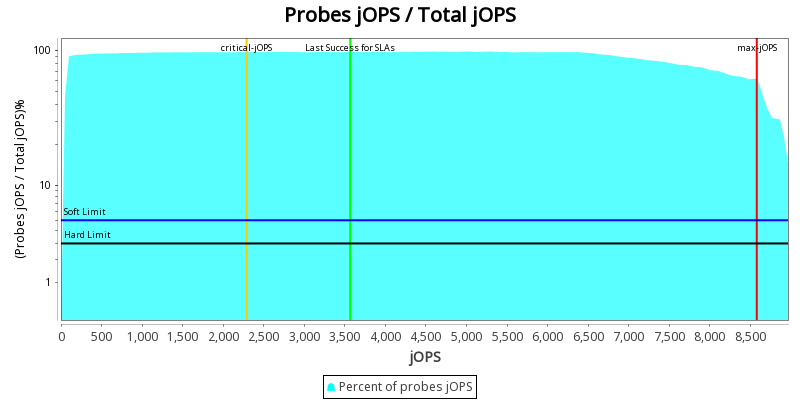 Probes jOPS / Total jOPS
(Probes jOPS / Total jOPS)%
100
10
1
critical-jOPS
Last Success for SLAs
max-jOPS
Soft Limit
Hard Limit
0 500 1,000 1,500 2,000 2,500 3,000 3,500 4,000 4,500 5,000 5,500 6,000 6,500 7,000 7,500 8,000 8,500
jOPS
Percent of probes jOPS